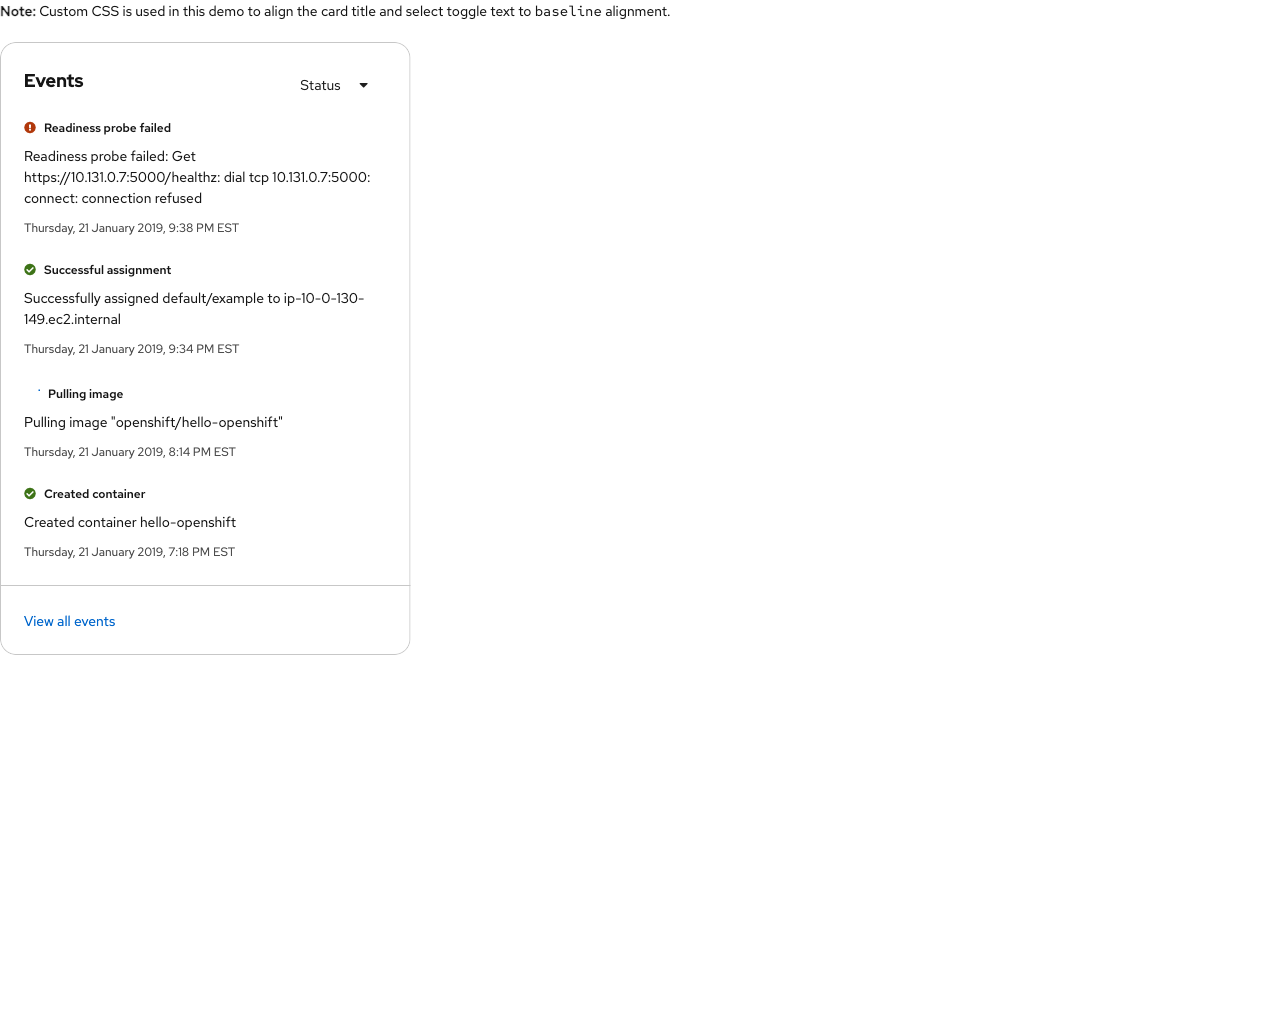 Note: Custom CSS is used in this demo to align the card title and select toggle text to baseline alignment.
Events
Status
Readiness probe failed
Readiness probe failed: Get
https://10.131.0.7:5000/healthz: dial tcp 10.131.0.7:5000:
connect: connection refused
Thursday, 21 January 2019, 9:38 PM EST
Successful assignment
Successfully assigned default/example to ip-10-0-130-
149.ec2.internal
Thursday, 21 January 2019, 9:34 PM EST
Pulling image
Pulling image "openshift/hello-openshift"
Thursday, 21 January 2019, 8:14 PM EST
Created container
Created container hello-openshift
Thursday, 21 January 2019, 7:18 PM EST
View all events